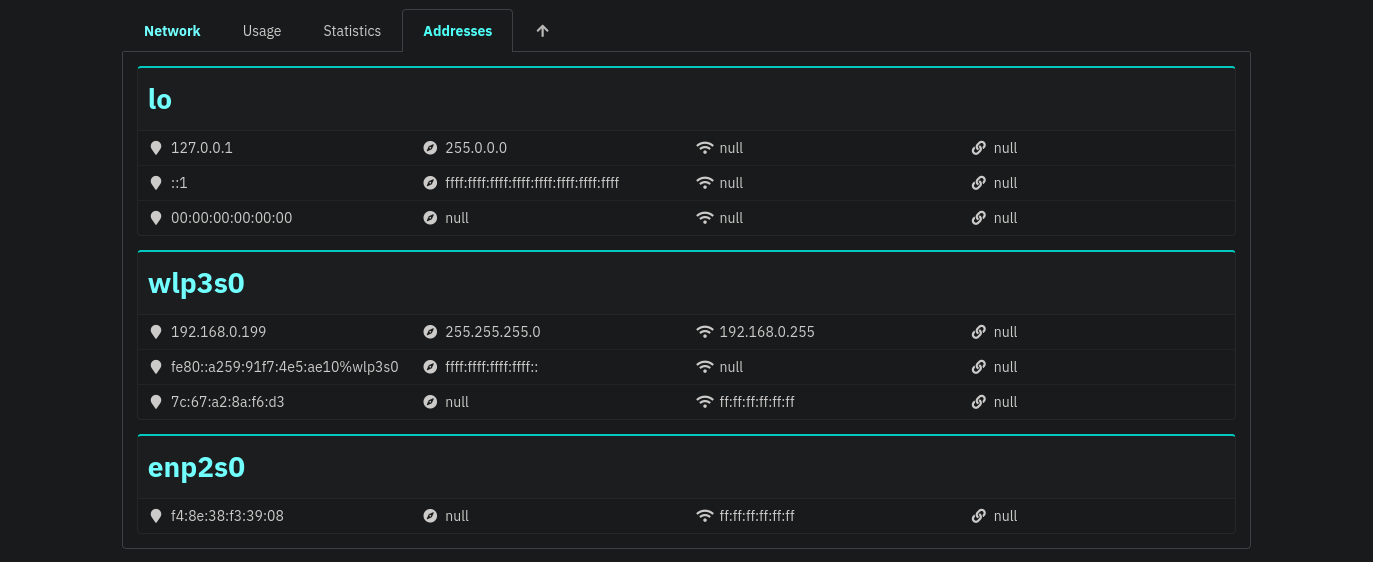 Network Usage Statistics Addresses
lo
127.0.0.1 255.0.0.0 null null
::1 ffff:ffff:ffff:ffff:ffff:ffff:ffff:ffff null null
00:00:00:00:00:00 null null null
wlp3s0
192.168.0.199 255.255.255.0 192.168.0.255 null
fe80::a259:91f7:4e5:ae10%wlp3s0 ffff:ffff:ffff:ffff:: null null
7c:67:a2:8a:f6:d3 null ff:ff:ff:ff:ff:ff null
enp2s0
f4:8e:38:f3:39:08 null ff:ff:ff:ff:ff:ff null